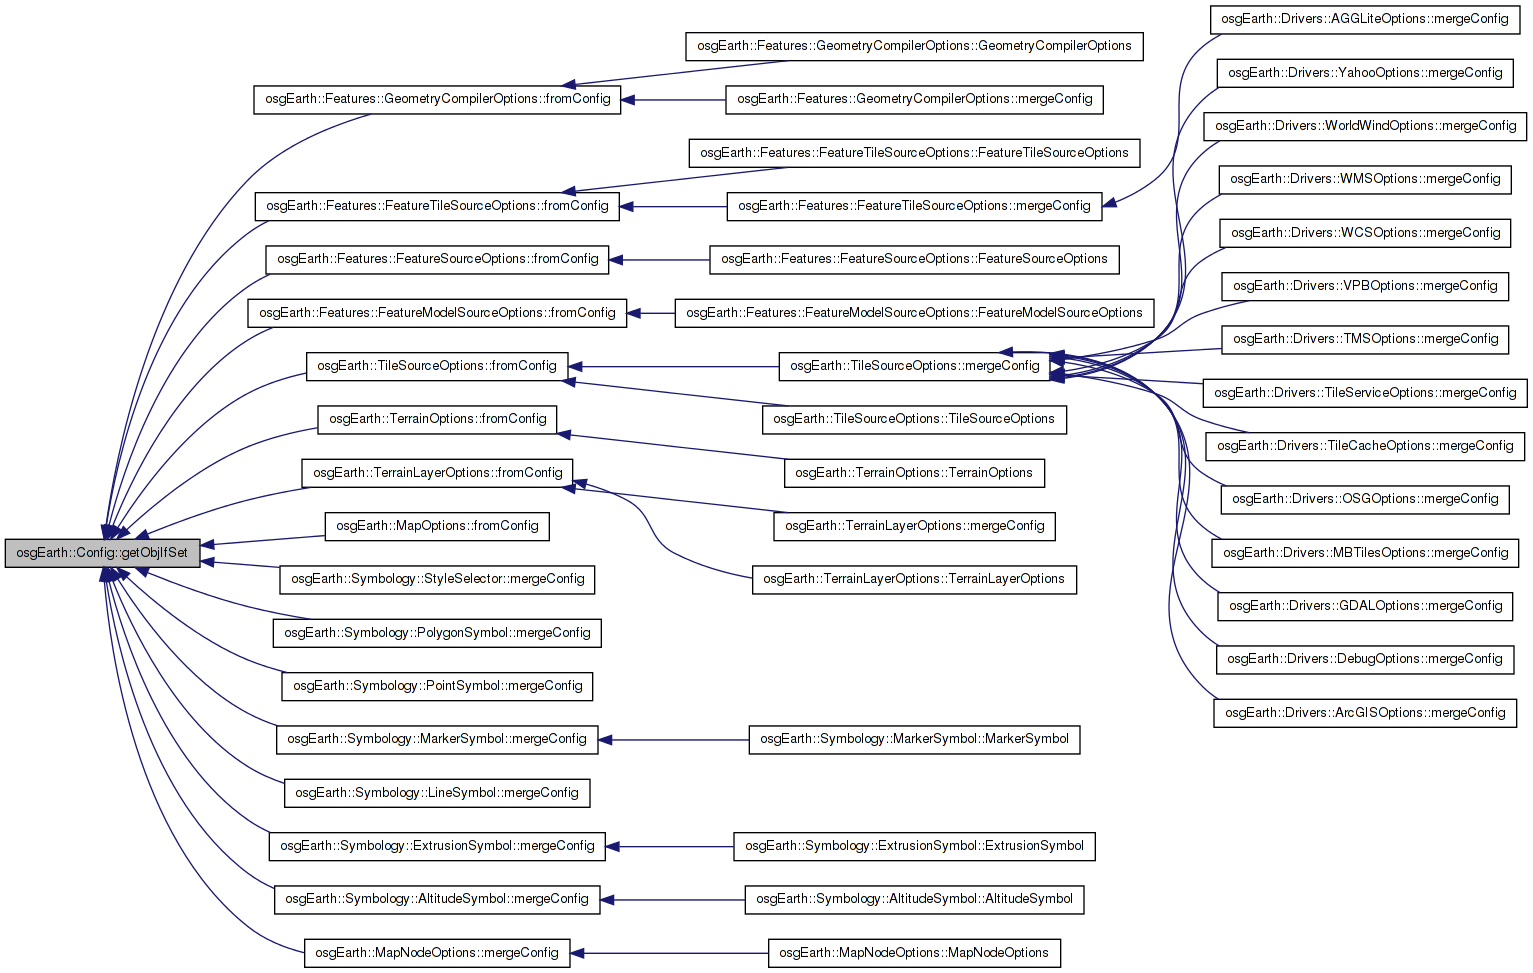 osgEarth::Config::getObjIfSet
osgEarth::Features::GeometryCompilerOptions::fromConfig
osgEarth::Features::FeatureTileSourceOptions::fromConfig
osgEarth::Features::FeatureSourceOptions::fromConfig
osgEarth::Features::FeatureModelSourceOptions::fromConfig
osgEarth::TileSourceOptions::fromConfig
osgEarth::TerrainOptions::fromConfig
osgEarth::TerrainLayerOptions::fromConfig
osgEarth::MapOptions::fromConfig
osgEarth::Symbology::StyleSelector::mergeConfig
osgEarth::Symbology::PolygonSymbol::mergeConfig
osgEarth::Symbology::PointSymbol::mergeConfig
osgEarth::Symbology::MarkerSymbol::mergeConfig
osgEarth::Symbology::LineSymbol::mergeConfig
osgEarth::Symbology::ExtrusionSymbol::mergeConfig
osgEarth::Symbology::AltitudeSymbol::mergeConfig
osgEarth::MapNodeOptions::mergeConfig
osgEarth::Features::GeometryCompilerOptions::GeometryCompilerOptions
osgEarth::Features::GeometryCompilerOptions::mergeConfig
osgEarth::Features::FeatureTileSourceOptions::FeatureTileSourceOptions
osgEarth::Features::FeatureTileSourceOptions::mergeConfig
osgEarth::Features::FeatureSourceOptions::FeatureSourceOptions
osgEarth::Features::FeatureModelSourceOptions::FeatureModelSourceOptions
osgEarth::TileSourceOptions::mergeConfig
osgEarth::TileSourceOptions::TileSourceOptions
osgEarth::TerrainOptions::TerrainOptions
osgEarth::TerrainLayerOptions::mergeConfig
osgEarth::TerrainLayerOptions::TerrainLayerOptions
osgEarth::Symbology::MarkerSymbol::MarkerSymbol
osgEarth::Symbology::ExtrusionSymbol::ExtrusionSymbol
osgEarth::Symbology::AltitudeSymbol::AltitudeSymbol
osgEarth::MapNodeOptions::MapNodeOptions
osgEarth::Drivers::AGGLiteOptions::mergeConfig
osgEarth::Drivers::YahooOptions::mergeConfig
osgEarth::Drivers::WorldWindOptions::mergeConfig
osgEarth::Drivers::WMSOptions::mergeConfig
osgEarth::Drivers::WCSOptions::mergeConfig
osgEarth::Drivers::VPBOptions::mergeConfig
osgEarth::Drivers::TMSOptions::mergeConfig
osgEarth::Drivers::TileServiceOptions::mergeConfig
osgEarth::Drivers::TileCacheOptions::mergeConfig
osgEarth::Drivers::OSGOptions::mergeConfig
osgEarth::Drivers::MBTilesOptions::mergeConfig
osgEarth::Drivers::GDALOptions::mergeConfig
osgEarth::Drivers::DebugOptions::mergeConfig
osgEarth::Drivers::ArcGISOptions::mergeConfig